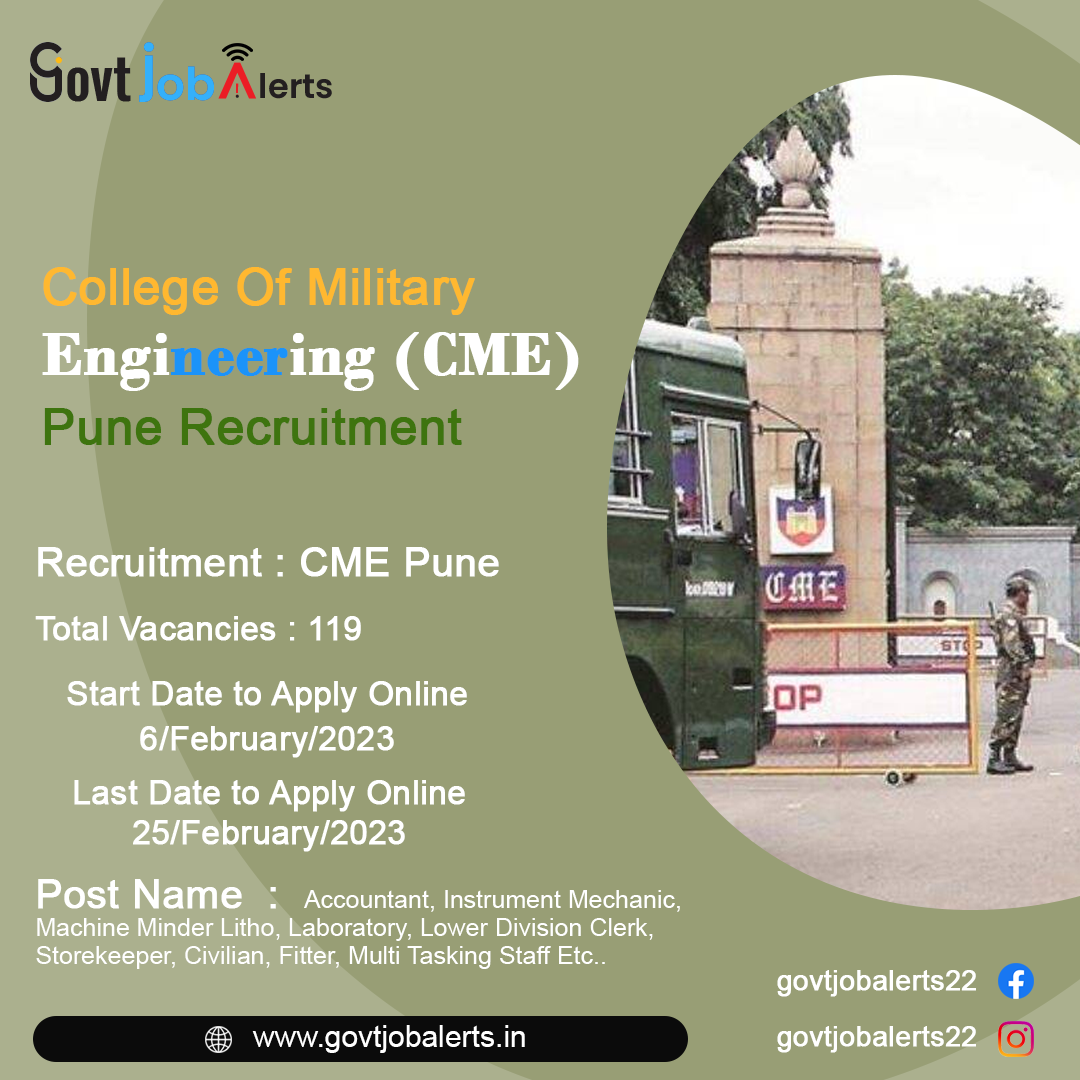 Govt Job Alerts
College Of Military
Engineering (CME)
Pune Recruitment
Recruitment : CME Pune
Total Vacancies : 119
Start Date to Apply Online
6/February/2023
Last Date to Apply Online
25/February/2023
Post Name : Accountant, Instrument Mechanic,
Machine Minder Litho, Laboratory, Lower Division Clerk,
Storekeeper, Civilian, Fitter, Multi Tasking Staff Etc..
www.govtjobalerts.in
govtjobalerts22
govtjobalerts22
CME
STOP
OP